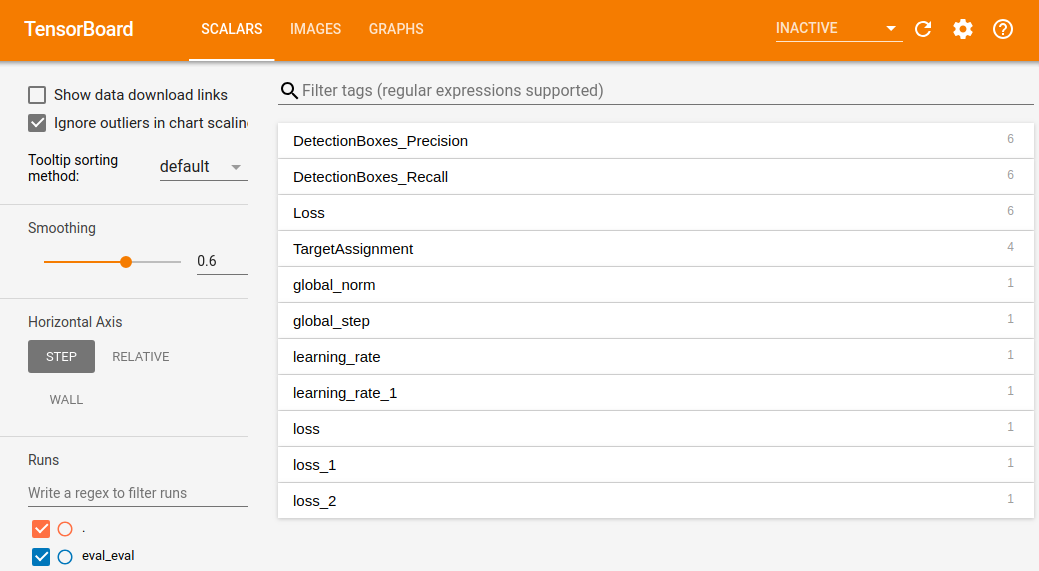 TensorBoard SCALARS IMAGES GRAPHS INACTIVE
Show data download links
Ignore outliers in chart scalin
Tooltip sorting
method:
default
Smoothing
0.6
Horizontal Axis
STEP RELATIVE
WALL
Runs
Write a regex to filter runs
.
eval_eval
Filter tags (regular expressions supported)
DetectionBoxes_Precision 6
DetectionBoxes_Recall 6
Loss 6
TargetAssignment 4
global_norm 1
global_step 1
learning_rate 1
learning_rate_1 1
loss 1
loss_1 1
loss_2 1